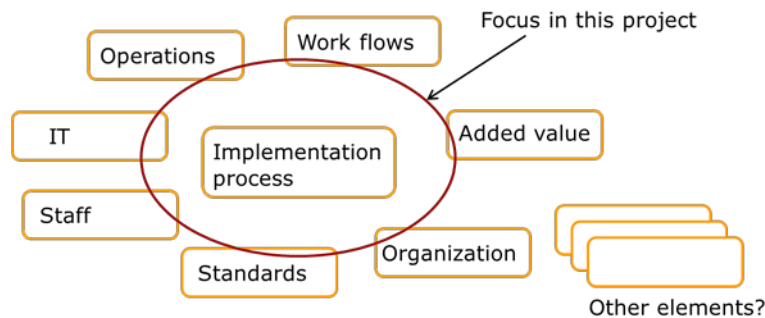 Focus in this project
Work flows
Operations
IT
Added value
Implementation
process
Staff
Organization
Standards
Other elements?